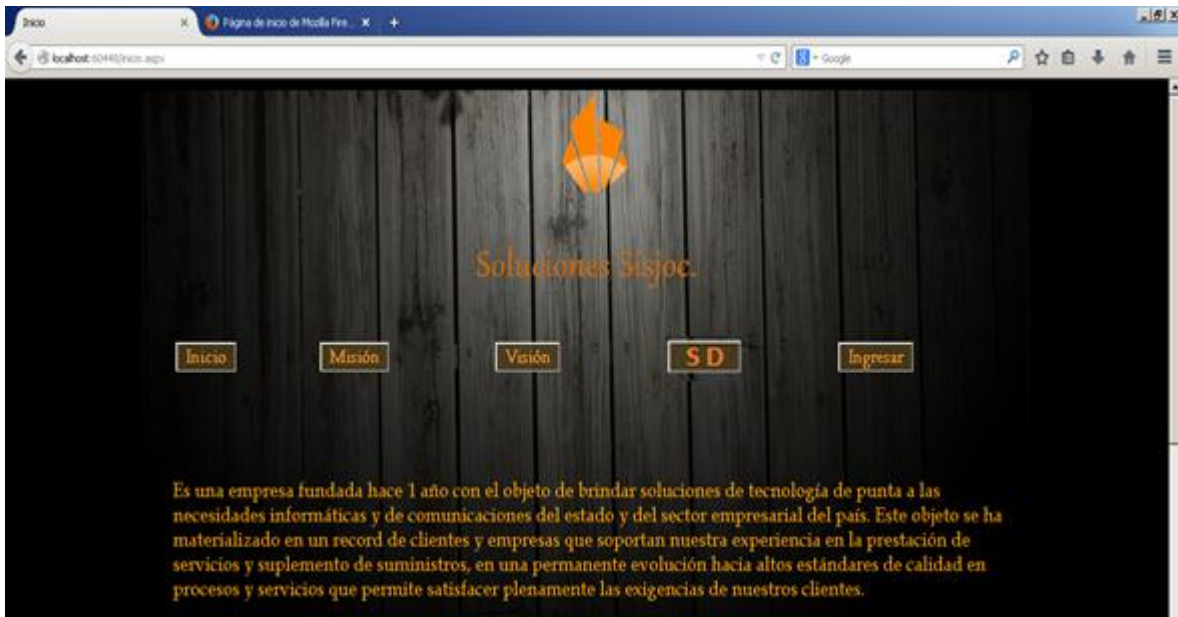 Inicio
Página de inicio de Mozilla Fire...
localhost:60448/Inicio.aspx
Google
Soluciones Sisjoc.
Inicio Misión Visión S D Ingresar
Es una empresa fundada hace 1 año con el objeto de brindar soluciones de tecnología de punta a las
necesidades informáticas y de comunicaciones del estado y del sector empresarial del país. Este objeto se ha
materializado en un record de clientes y empresas que soportan nuestra experiencia en la prestación de
servicios y suplemento de suministros, en una permanente evolución hacia altos estándares de calidad en
procesos y servicios que permite satisfacer plenamente las exigencias de nuestros clientes.